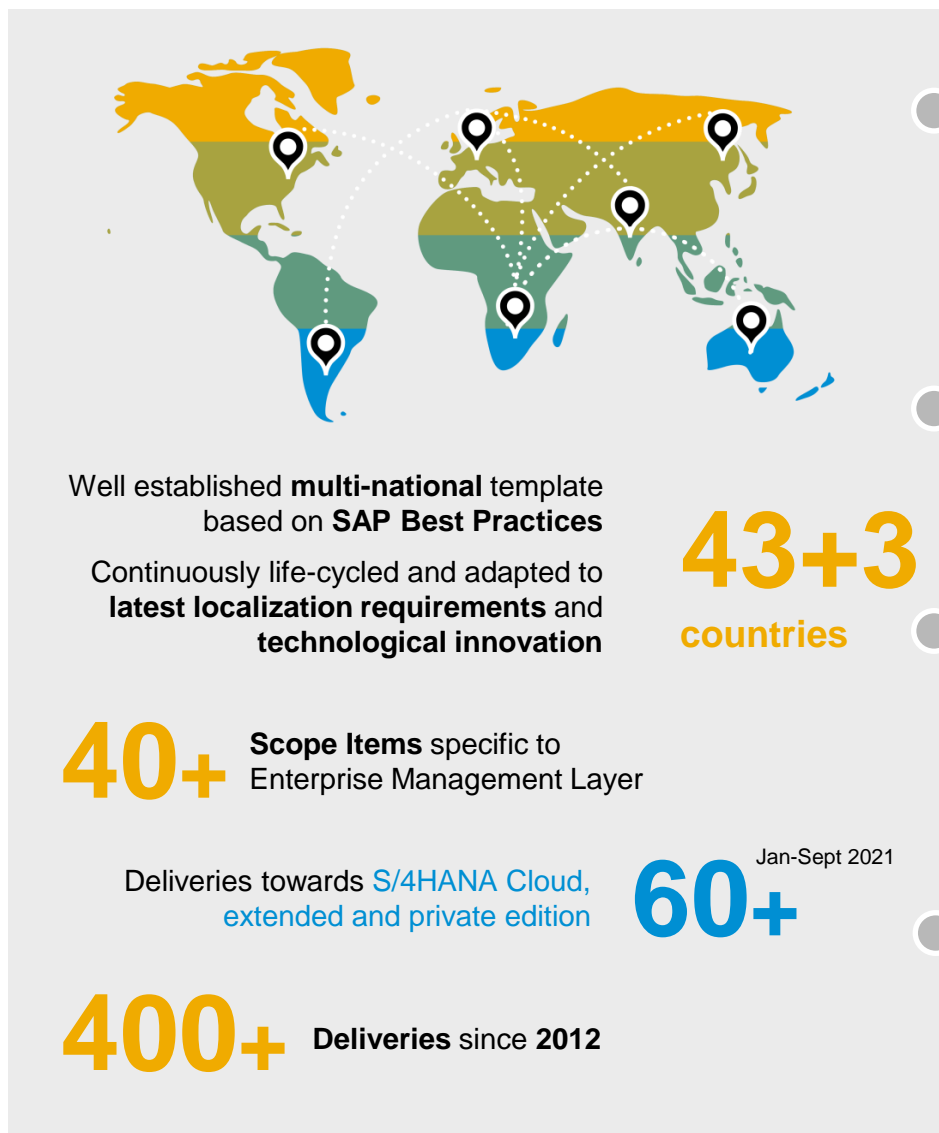 Well established multi-national template
based on SAP Best Practices
Continuously life-cycled and adapted to
latest localization requirements and
technological innovation
43+3
countries
40+
Scope Items specific to
Enterprise Management Layer
Deliveries towards S/4HANA Cloud,
extended and private edition
60+
Jan-Sept 2021
400+
Deliveries since 2012